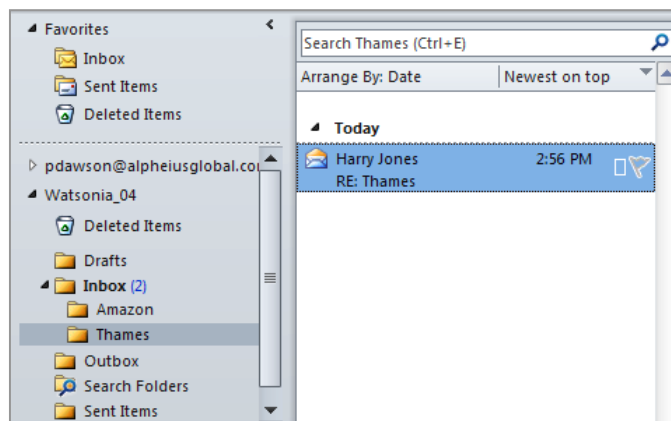 Favorites
Inbox
Sent Items
Deleted Items
pdawson@alpheiusglobal.co
Watsonia_04
Deleted Items
Drafts
Inbox (2)
Amazon
Thames
Outbox
Search Folders
Sent Items
Search Thames (Ctrl+E)
Arrange By: Date Newest on top
Today
Harry Jones 2:56 PM
RE: Thames